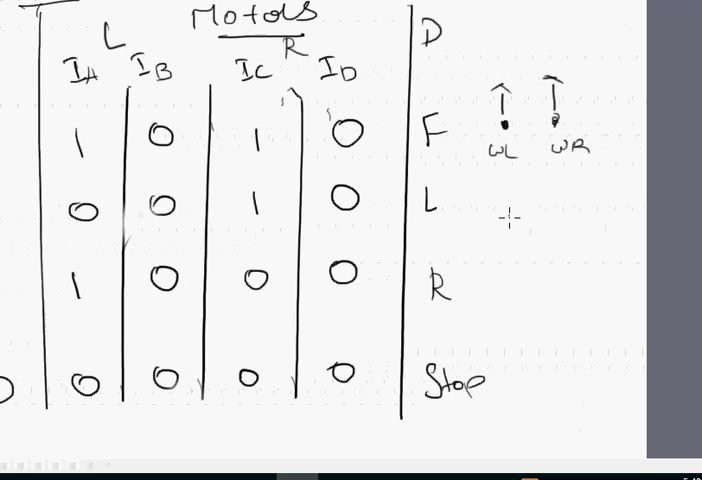 L Motors R D
IA IB IC ID
1 0 1 0 F
WL WR
0 0 1 0 L
1 0 0 0 R
0 0 0 0 0 Stop